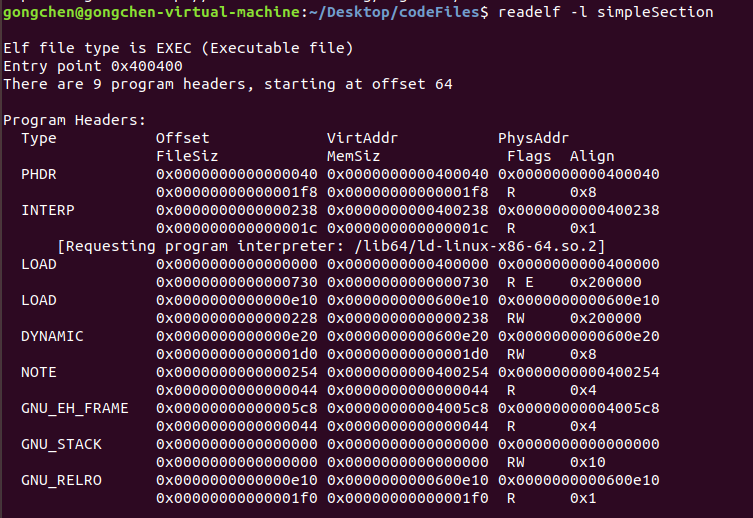 gongchen@gongchen-virtual-machine:~/Desktop/codeFiles$ readelf -l simpleSection

Elf file type is EXEC (Executable file)
Entry point 0x400400
There are 9 program headers, starting at offset 64

Program Headers:
  Type           Offset             VirtAddr           PhysAddr
                 FileSiz            MemSiz              Flags  Align
  PHDR           0x0000000000000040 0x0000000000400040 0x0000000000400040
                 0x00000000000001f8 0x00000000000001f8  R      0x8
  INTERP         0x0000000000000238 0x0000000000400238 0x0000000000400238
                 0x000000000000001c 0x000000000000001c  R      0x1
      [Requesting program interpreter: /lib64/ld-linux-x86-64.so.2]
  LOAD           0x0000000000000000 0x0000000000400000 0x0000000000400000
                 0x0000000000000730 0x0000000000000730  R E    0x200000
  LOAD           0x0000000000000e10 0x0000000000600e10 0x0000000000600e10
                 0x0000000000000228 0x0000000000000238  RW     0x200000
  DYNAMIC        0x0000000000000e20 0x0000000000600e20 0x0000000000600e20
                 0x00000000000001d0 0x00000000000001d0  RW     0x8
  NOTE           0x0000000000000254 0x0000000000400254 0x0000000000400254
                 0x0000000000000044 0x0000000000000044  R      0x4
  GNU_EH_FRAME   0x00000000000005c8 0x00000000004005c8 0x00000000004005c8
                 0x0000000000000044 0x0000000000000044  R      0x4
  GNU_STACK      0x0000000000000000 0x0000000000000000 0x0000000000000000
                 0x0000000000000000 0x0000000000000000  RW     0x10
  GNU_RELRO      0x0000000000000e10 0x0000000000600e10 0x0000000000600e10
                 0x00000000000001f0 0x00000000000001f0  R      0x1